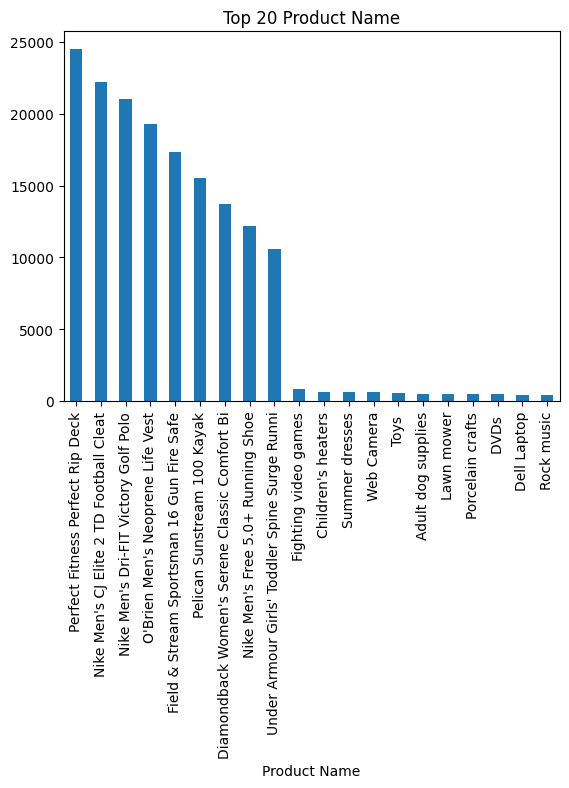 Top 20 Product Name
25000
20000
15000
10000
5000
0
Perfect Fitness Perfect Rip Deck
Nike Men's CJ Elite 2 TD Football Cleat
Nike Men's Dri-FIT Victory Golf Polo
O'Brien Men's Neoprene Life Vest
Field & Stream Sportsman 16 Gun Fire Safe
Pelican Sunstream 100 Kayak
Diamondback Women's Serene Classic Comfort Bi
Nike Men's Free 5.0+ Running Shoe
Under Armour Girls' Toddler Spine Surge Runni
Fighting video games
Children's heaters
Summer dresses
Web Camera
Toys
Adult dog supplies
Lawn mower
Porcelain crafts
DVDs
Dell Laptop
Rock music
Product Name